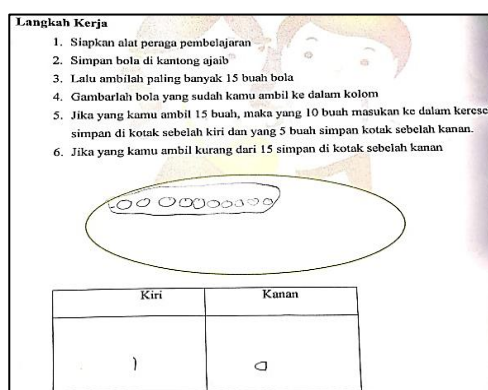 Langkah Kerja
1. Siapkan alat peraga pembelajaran
2. Simpan bola di kantong ajaib
3. Lalu ambilah paling banyak 15 buah bola
4. Gambarlah bola yang sudah kamu ambil ke dalam kolom
5. Jika yang kamu ambil 15 buah, maka yang 10 buah masukan ke dalam keresek
simpan di kotak sebelah kiri dan yang 5 buah simpan kotak sebelah kanan.
6. Jika yang kamu ambil kurang dari 15 simpan di kotak sebelah kanan
Kiri Kanan
1 0